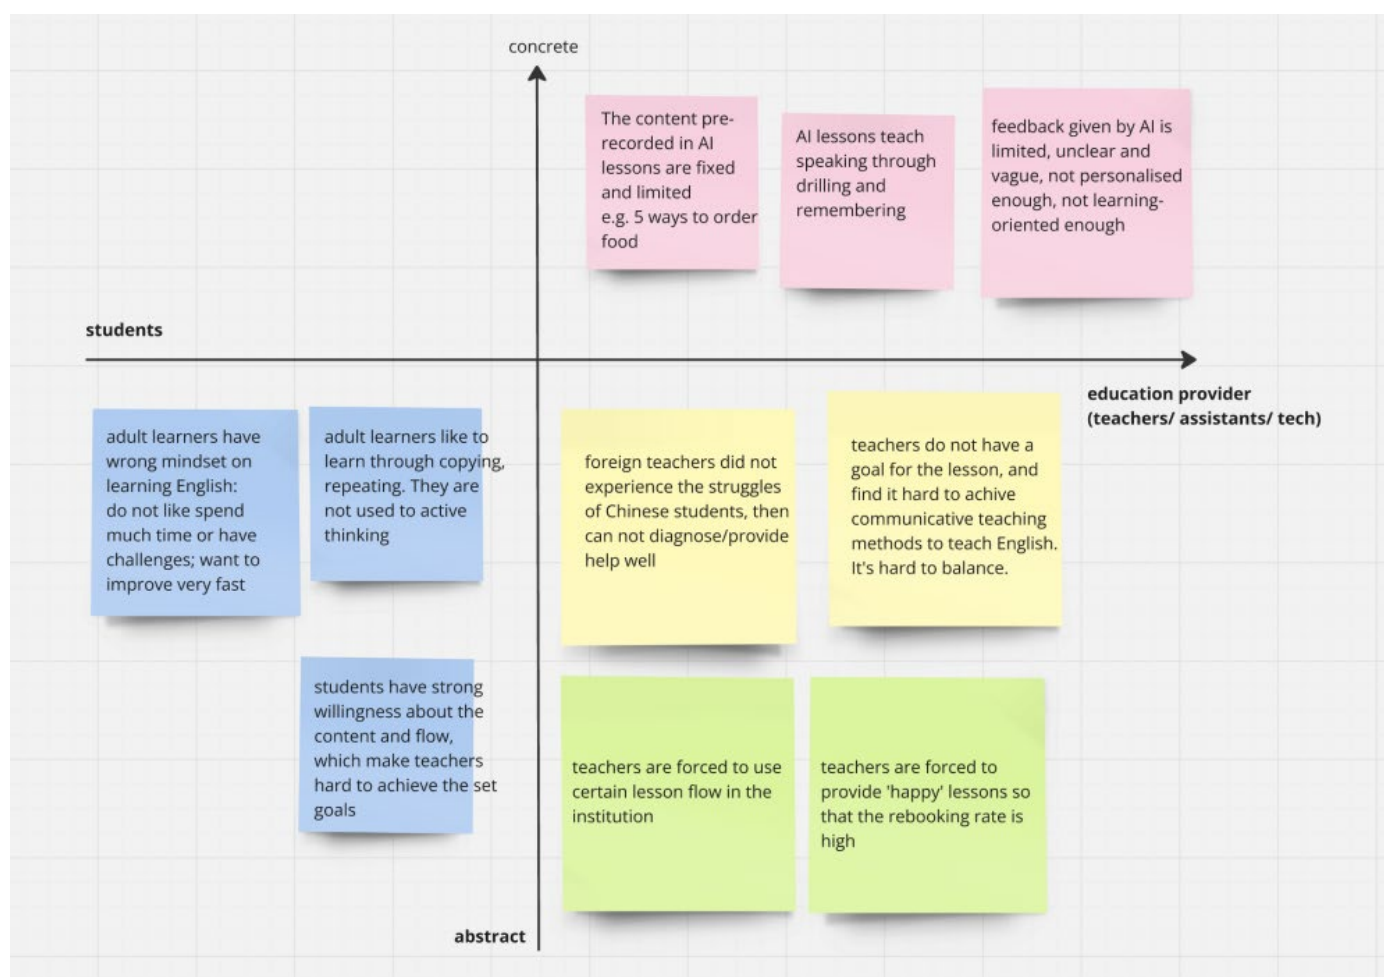 concrete
The content pre-
recorded in AI
lessons are fixed
and limited
e.g. 5 ways to order
food
AI lessons teach
speaking through
drilling and
remembering
feedback given by AI is
limited, unclear and
vague, not personalised
enough, not learning-
oriented enough
students
education provider
(teachers/ assistants/ tech)
adult learners have
wrong mindset on
learning English:
do not like spend
much time or have
challenges; want to
improve very fast
adult learners like to
learn through copying,
repeating. They are
not used to active
thinking
foreign teachers did not
experience the struggles
of Chinese students, then
can not diagnose/provide
help well
teachers do not have a
goal for the lesson, and
find it hard to achive
communicative teaching
methods to teach English.
It's hard to balance.
students have strong
willingness about the
content and flow,
which make teachers
hard to achieve the set
goals
teachers are forced to use
certain lesson flow in the
institution
teachers are forced to
provide 'happy' lessons so
that the rebooking rate is
high
abstract